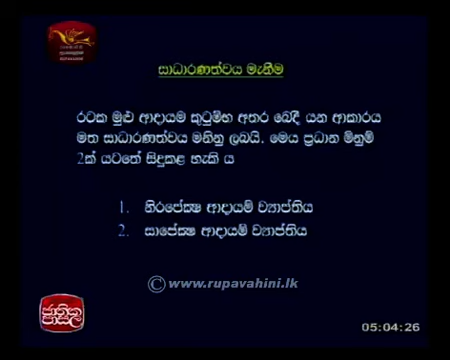 සාධාරණත්වය මැනීම
රටක මුළු ආදායම කුටුම්භ අතර බෙදී යන ආකාරය
මත සාධාරණත්වය මනිනු ලබයි. මෙය ප්‍රධාන මිනුම්
2ක් යටතේ සිදුකළ හැකි ය
1. නිරපේක්ෂ ආදායම් ව්‍යාප්තිය
2. සාපේක්ෂ ආදායම් ව්‍යාප්තිය
© www.rupavahini.lk
ජාතික
පාසල
05:04:26